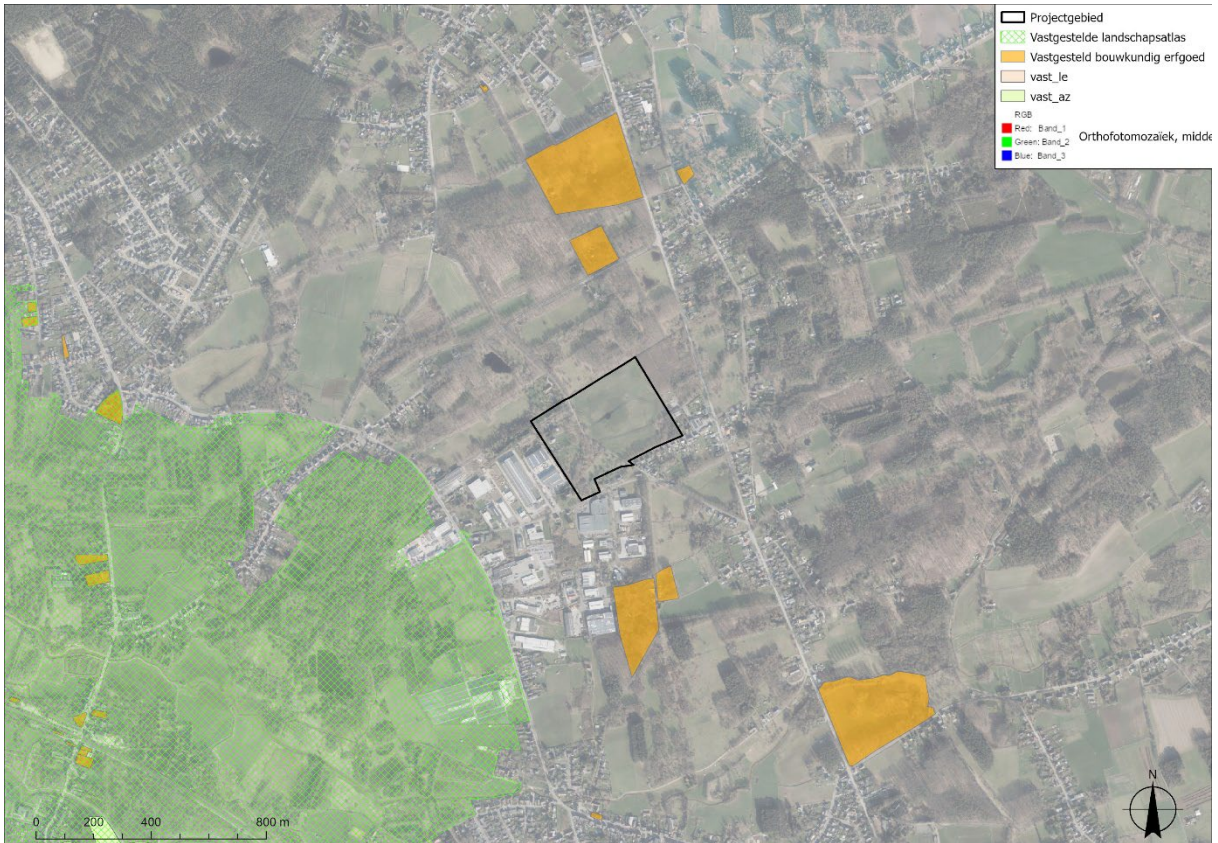 Projectgebied
Vastgestelde landschapsatlas
Vastgesteld bouwkundig erfgoed
vast_le
vast_az
RGB
Red: Band_1
Green: Band_2
Blue: Band_3
Orthofotomozaïek, midde
N
0 200 400 800 m